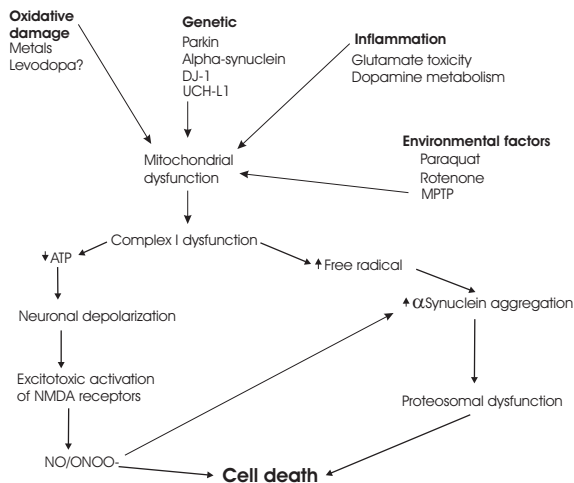 Oxidative
damage
Metals
Levodopa?
Genetic
Parkin
Alpha-synuclein
DJ-1
UCH-L1
Inflammation
Glutamate toxicity
Dopamine metabolism
Environmental factors
Paraquat
Rotenone
MPTP
Mitochondrial
dysfunction
Complex I dysfunction
ATP
Free radical
Neuronal depolarization
αSynuclein aggregation
Excitotoxic activation
of NMDA receptors
Proteosomal dysfunction
NO/ONOO-
Cell death